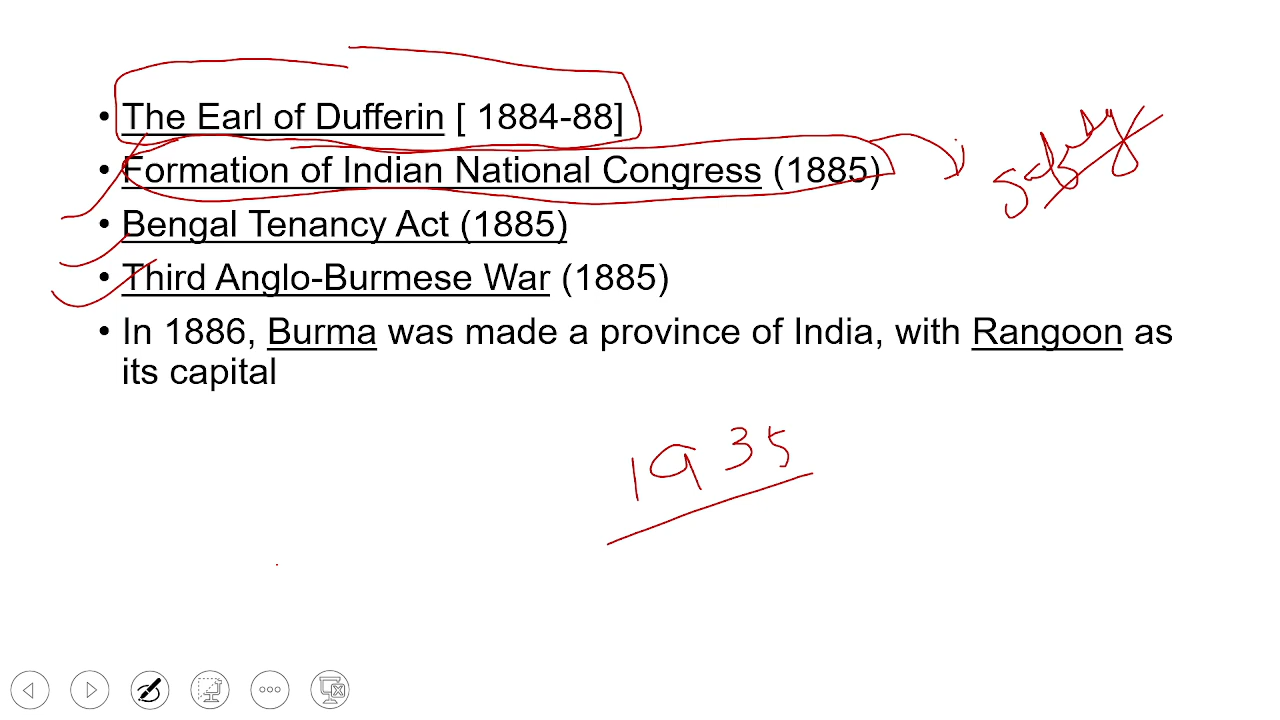 • The Earl of Dufferin [ 1884-88]
• Formation of Indian National Congress (1885)
• Bengal Tenancy Act (1885)
• Third Anglo-Burmese War (1885)
• In 1886, Burma was made a province of India, with Rangoon as
its capital
1935